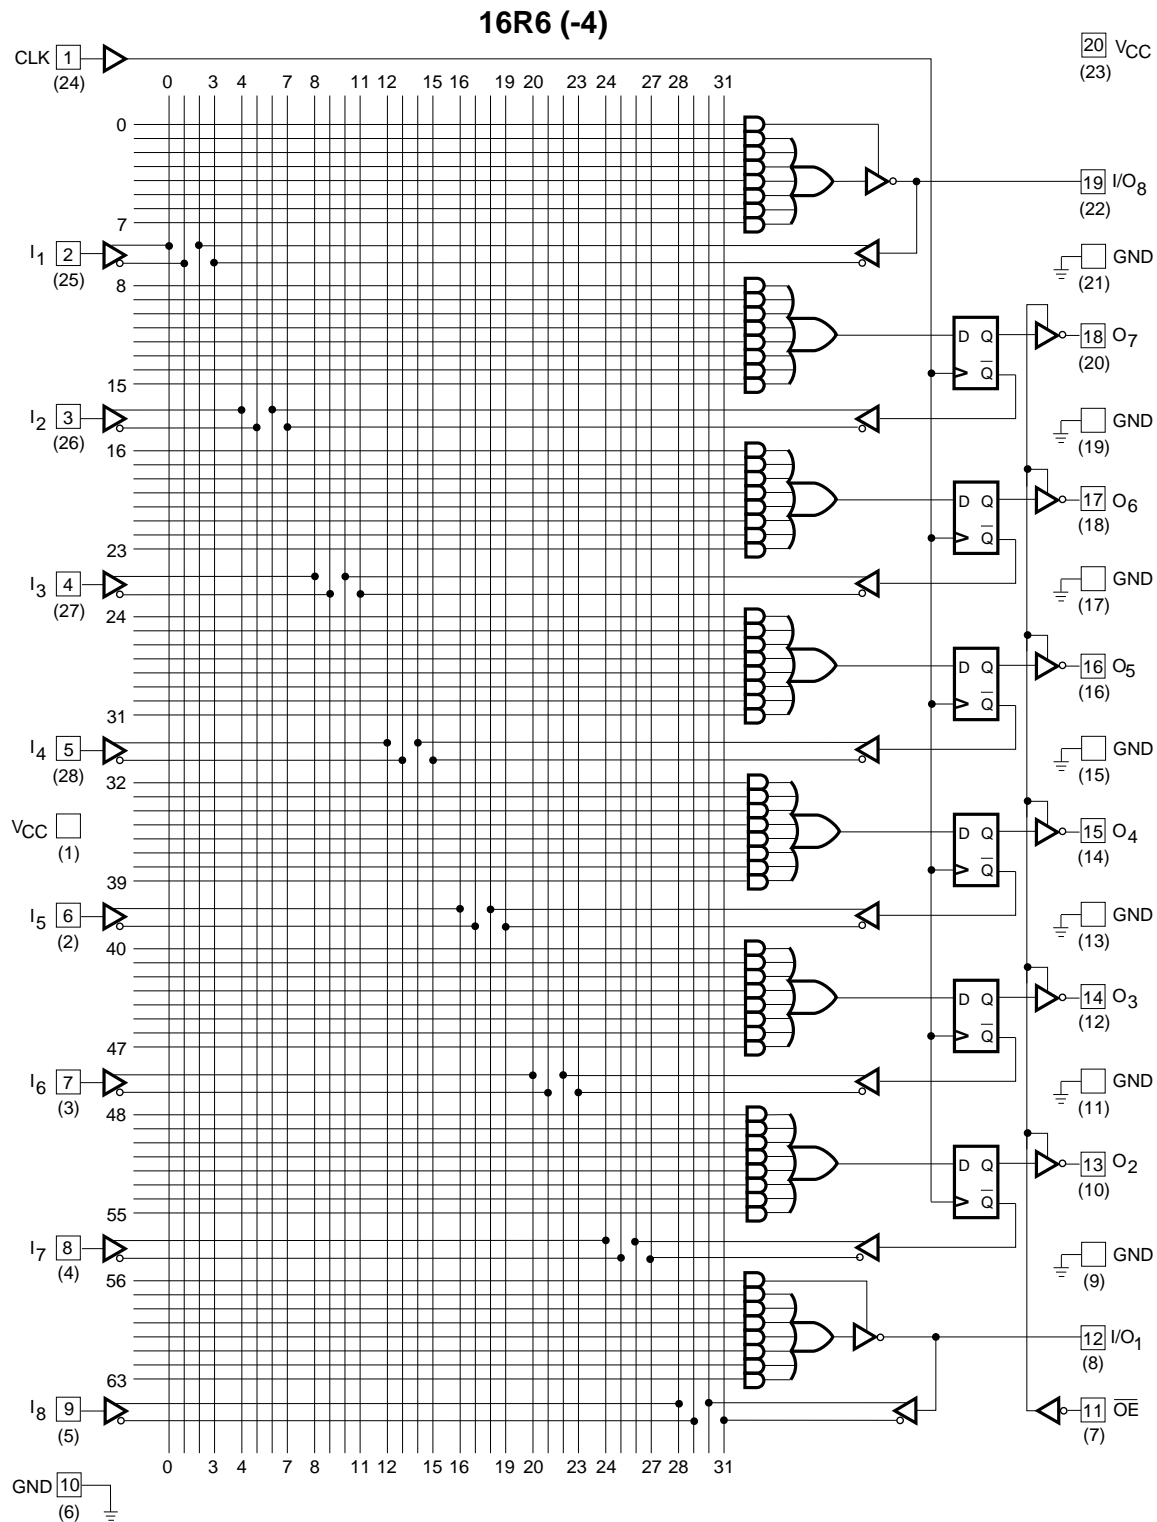 16R6 (-4)
CLK 1 (24)
20 VCC (23)
0 3 4 7 8 11 12 15 16 19 20 23 24 27 28 31
0
19 I/O8 (22)
7
I1 2 (25)
GND (21)
8
D Q Q̅
18 O7 (20)
15
I2 3 (26)
GND (19)
16
D Q Q̅
17 O6 (18)
23
I3 4 (27)
GND (17)
24
D Q Q̅
16 O5 (16)
31
I4 5 (28)
GND (15)
32
VCC (1)
D Q Q̅
15 O4 (14)
39
I5 6 (2)
GND (13)
40
D Q Q̅
14 O3 (12)
47
I6 7 (3)
GND (11)
48
D Q Q̅
13 O2 (10)
55
I7 8 (4)
GND (9)
56
12 I/O1 (8)
63
I8 9 (5)
11 O̅E̅ (7)
0 3 4 7 8 11 12 15 16 19 20 23 24 27 28 31
GND 10 (6)